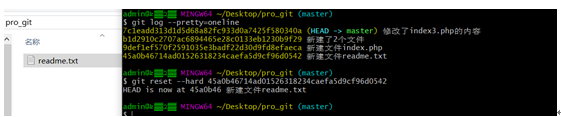 pro_git
名称
readme.txt
MINGW64 ~/Desktop/pro_git (master)
$ git log --pretty=oneline
7c1eadd313d1d5d68a82fc933d0a7425f580340a (HEAD -> master) 修改了index3.php的内容
b1d2910c2707ac6894465e28c0133eb1230b9f29 新建了2个文件
9def1ef570f2591035e3badf22d30d9fd8efaeca 新建文件index.php
45a0b46714ad01526318234caefa5d9cf96d0542 新建文件readme.txt
MINGW64 ~/Desktop/pro_git (master)
$ git reset --hard 45a0b46714ad01526318234caefa5d9cf96d0542
HEAD is now at 45a0b46 新建文件readme.txt
MINGW64 ~/Desktop/pro_git (master)
$